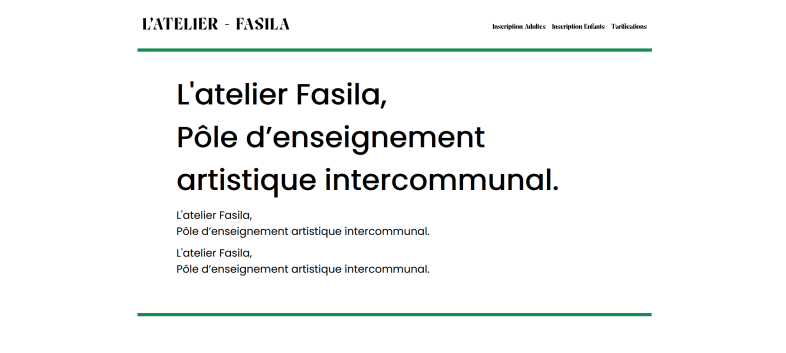 L'ATELIER - FASILA
Inscription Adultes Inscription Enfants Tarifications
L'atelier Fasila,
Pôle d’enseignement
artistique intercommunal.
L'atelier Fasila,
Pôle d’enseignement artistique intercommunal.
L'atelier Fasila,
Pôle d’enseignement artistique intercommunal.